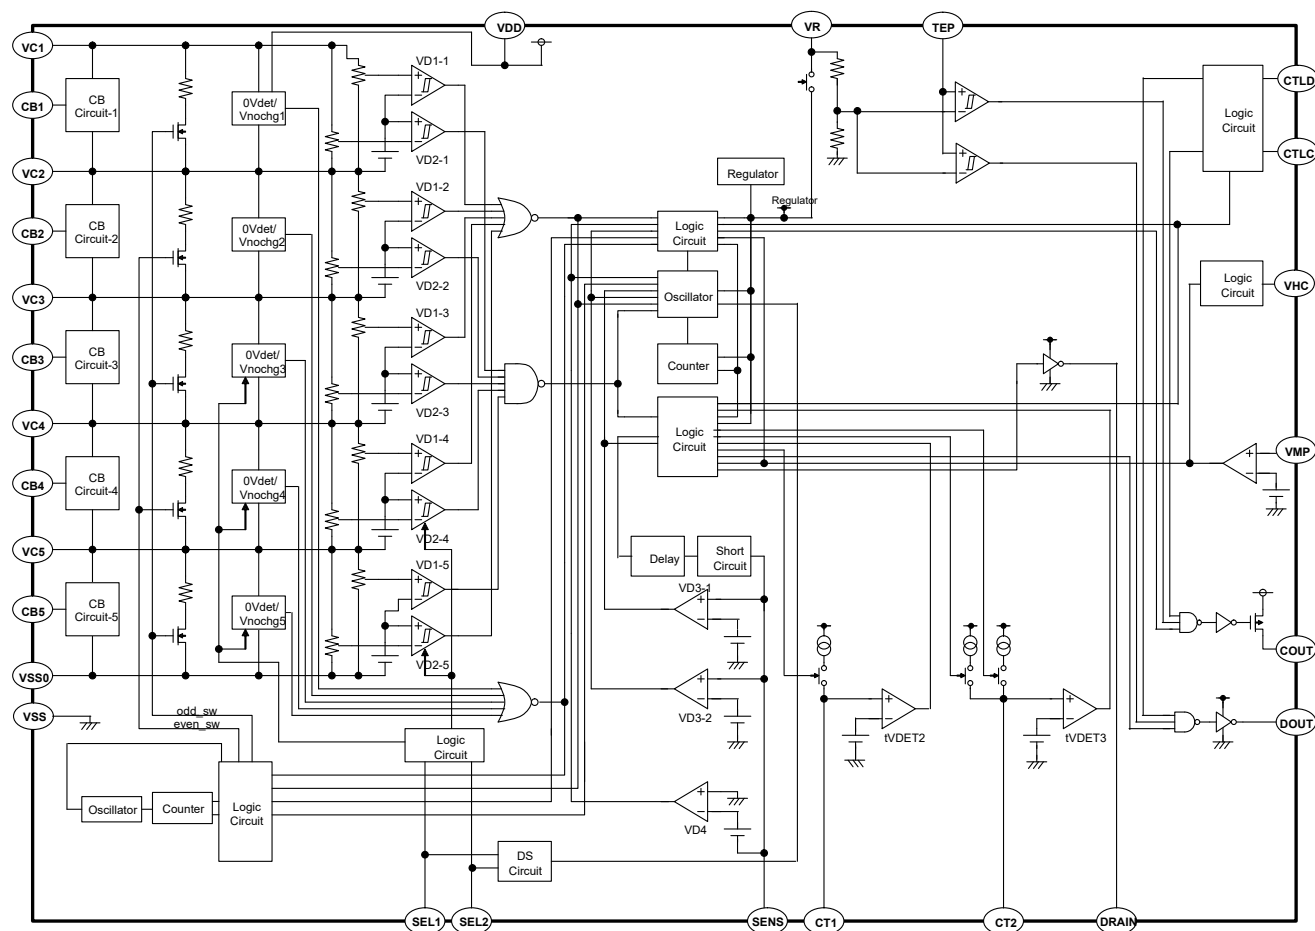 VDD
VR
TEP
VC1
CB1
VC2
CB2
VC3
CB3
VC4
CB4
VC5
CB5
VSS0
VSS
CB
Circuit-1
CB
Circuit-2
CB
Circuit-3
CB
Circuit-4
CB
Circuit-5
0Vdet/
Vnochg1
0Vdet/
Vnochg2
0Vdet/
Vnochg3
0Vdet/
Vnochg4
0Vdet/
Vnochg5
VD1-1
VD2-1
VD1-2
VD2-2
VD1-3
VD2-3
VD1-4
VD2-4
VD1-5
VD2-5
odd_sw
even_sw
Oscillator
Counter
Logic
Circuit
Logic
Circuit
DS
Circuit
Regulator
Regulator
Logic
Circuit
Oscillator
Counter
Logic
Circuit
Delay
Short
Circuit
VD3-1
VD3-2
VD4
tVDET2
tVDET3
Logic
Circuit
Logic
Circuit
CTLD
CTLC
VHC
VMP
COUT
DOUT
SEL1
SEL2
SENS
CT1
CT2
DRAIN